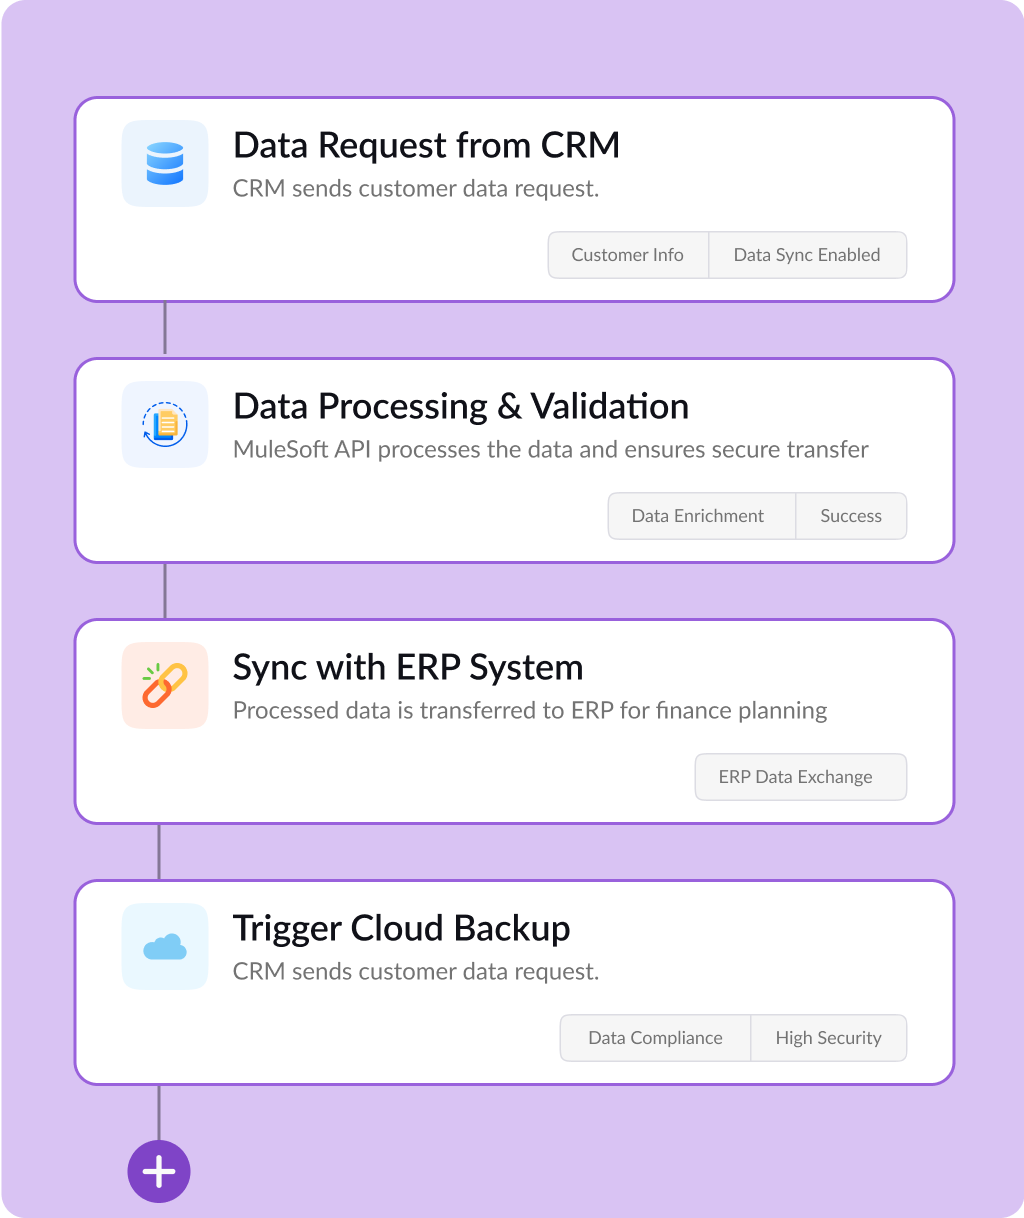 Data Request from CRM
CRM sends customer data request.
Customer Info
Data Sync Enabled
Data Processing & Validation
MuleSoft API processes the data and ensures secure transfer
Data Enrichment
Success
Sync with ERP System
Processed data is transferred to ERP for finance planning
ERP Data Exchange
Trigger Cloud Backup
CRM sends customer data request.
Data Compliance
High Security